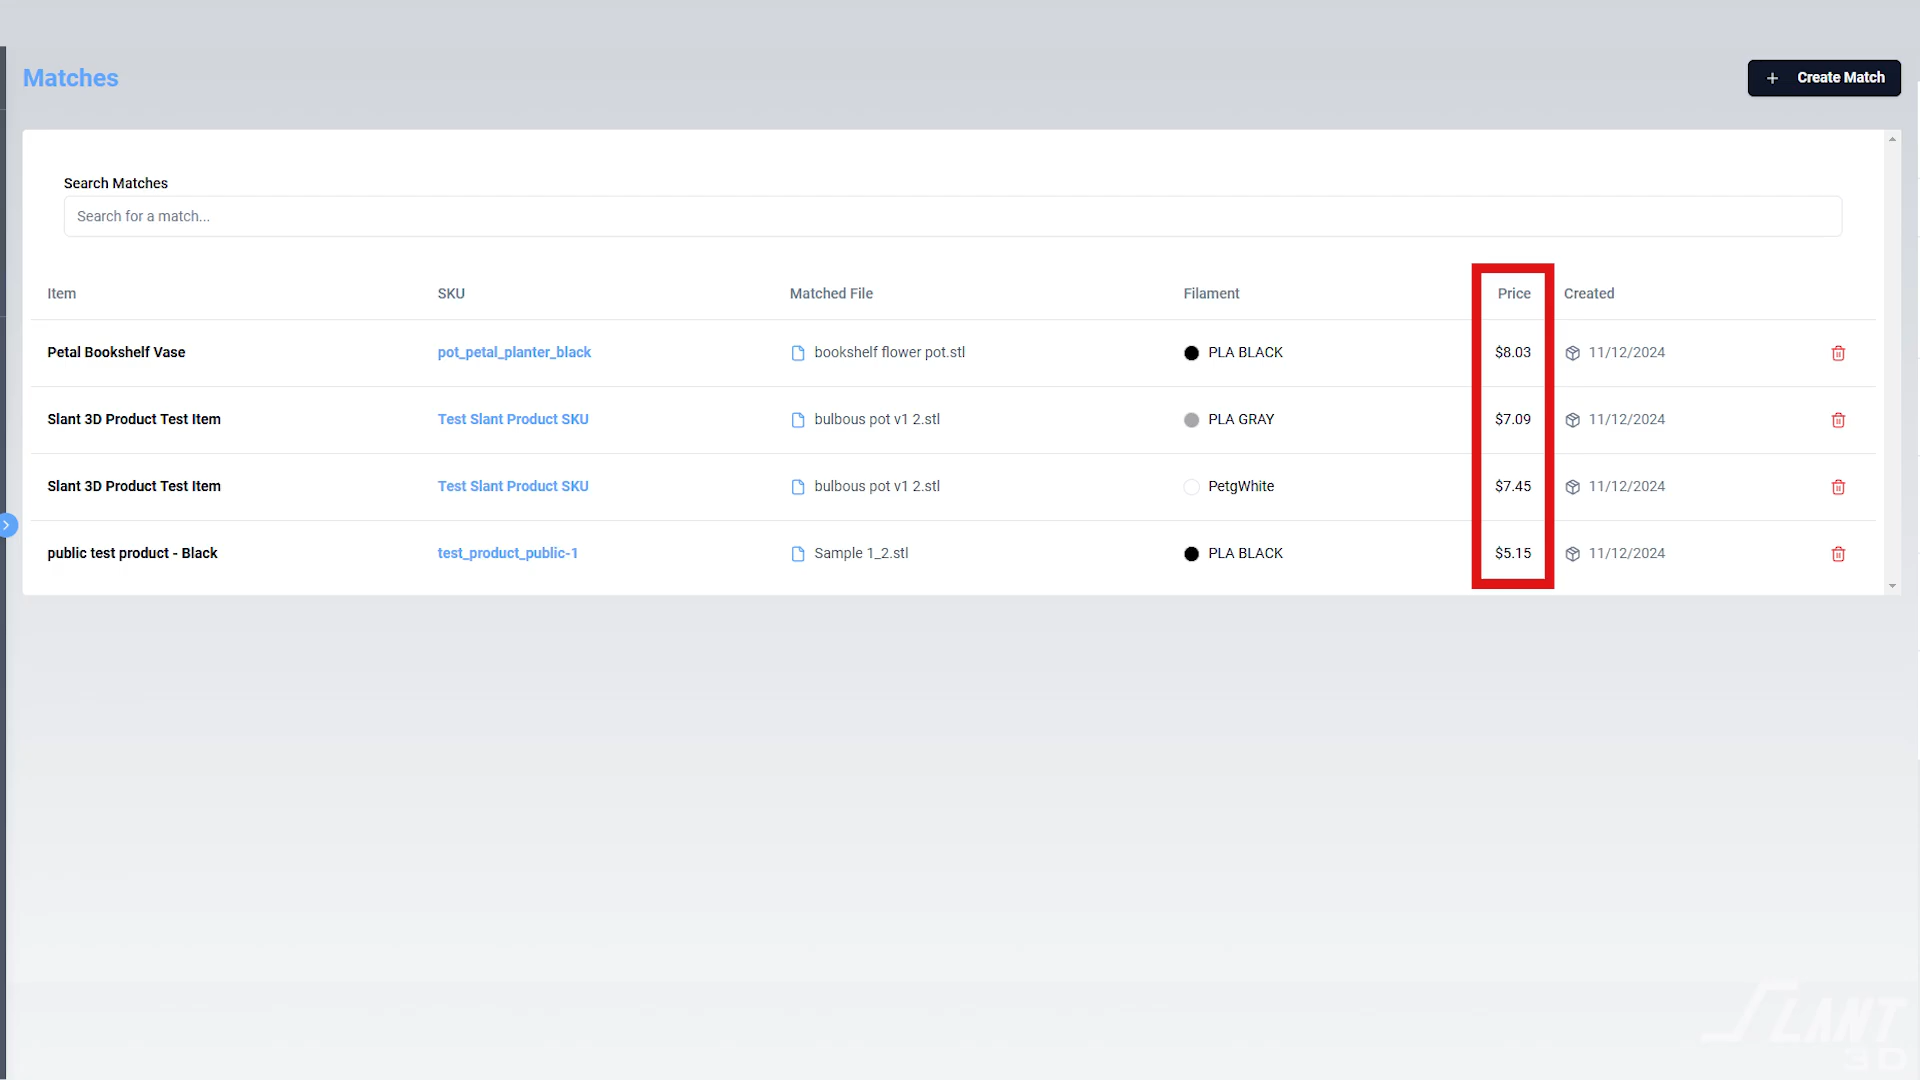 Matches
+ Create Match
Search Matches
Search for a match...
Item SKU Matched File Filament Price Created
Petal Bookshelf Vase pot_petal_planter_black bookshelf flower pot.stl PLA BLACK $8.03 11/12/2024
Slant 3D Product Test Item Test Slant Product SKU bulbous pot v1 2.stl PLA GRAY $7.09 11/12/2024
Slant 3D Product Test Item Test Slant Product SKU bulbous pot v1 2.stl PetgWhite $7.45 11/12/2024
public test product - Black test_product_public-1 Sample 1_2.stl PLA BLACK $5.15 11/12/2024
SLANT
3D